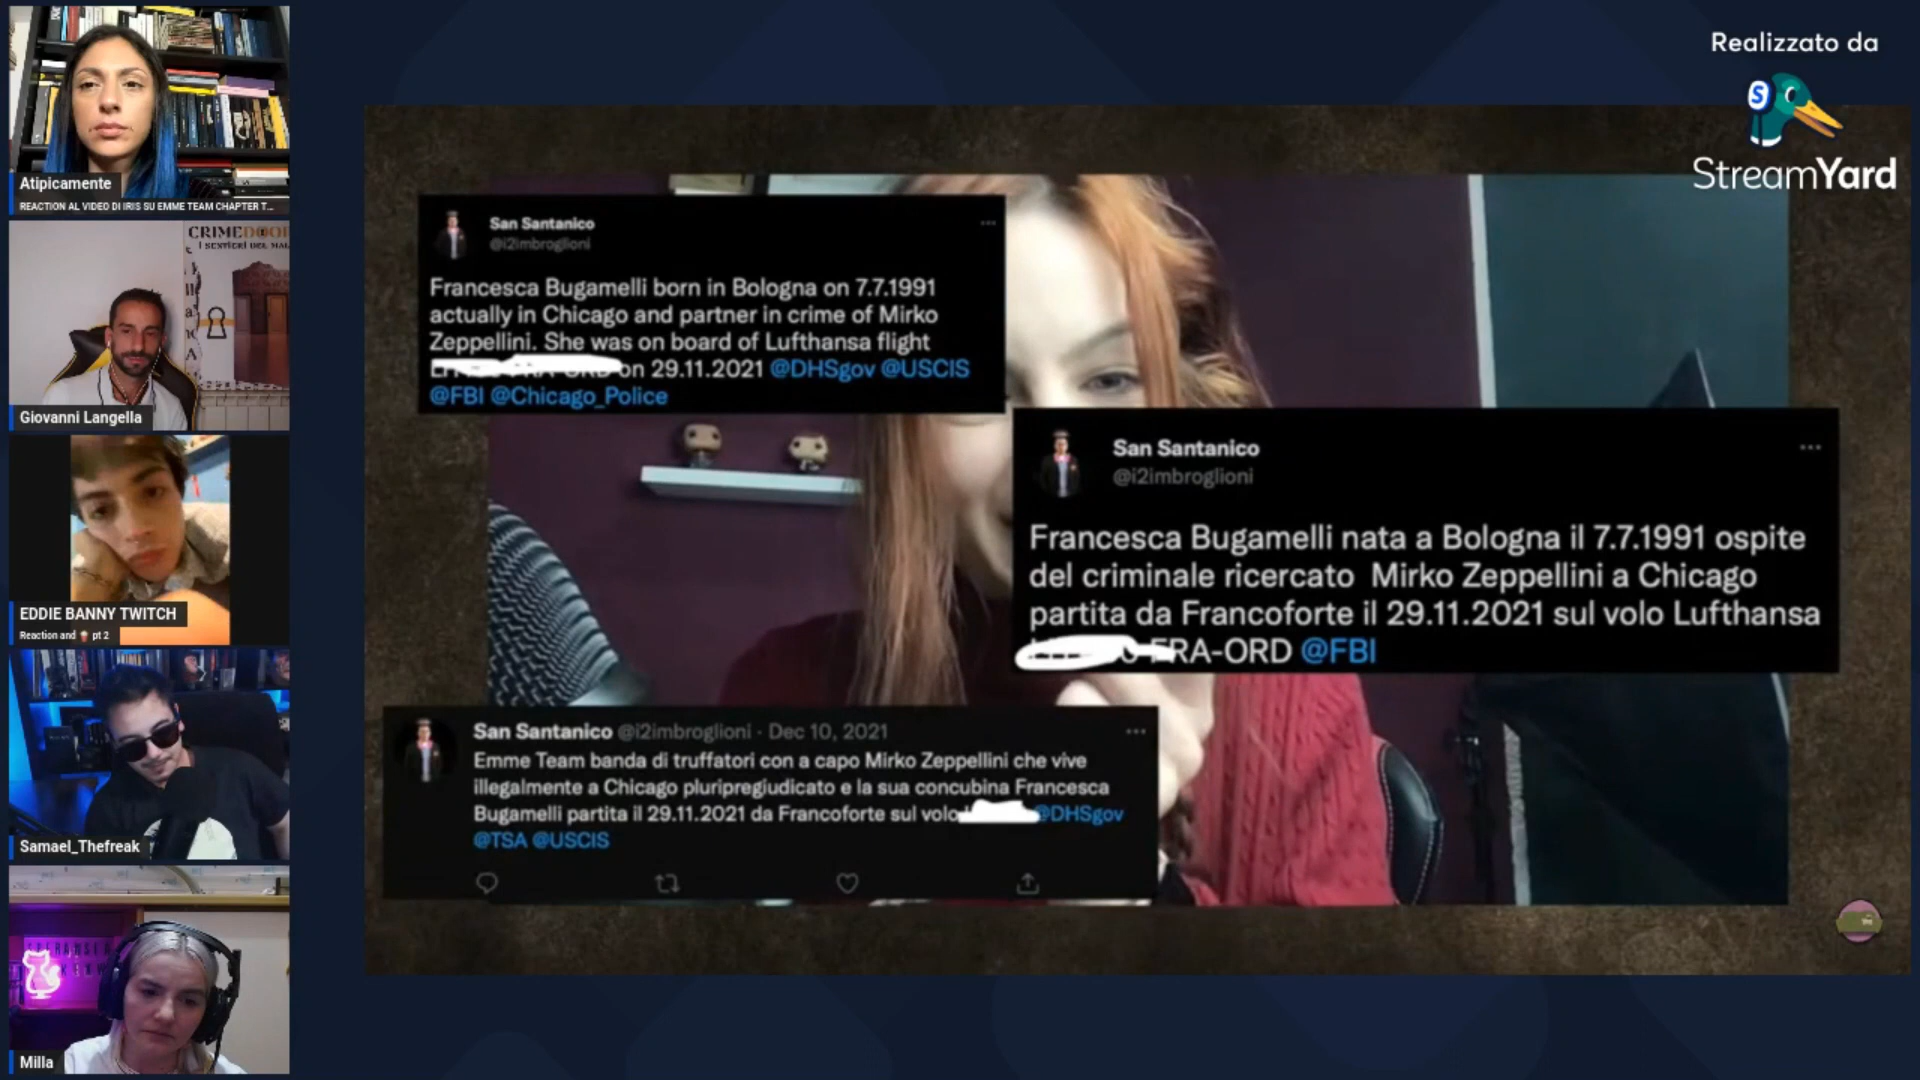 Realizzato da
S
StreamYard
Atipicamente
REACTION AL VIDEO DI IRIS SU EMME TEAM CHAPTER T...
CRIMEDOOR
I SENTIERI DEL MAL
Giovanni Langella
EDDIE BANNY TWITCH
Reaction and pt 2
Samael_Thefreak
Milla
San Santanico
@i2imbroglioni
Francesca Bugamelli born in Bologna on 7.7.1991
actually in Chicago and partner in crime of Mirko
Zeppellini. She was on board of Lufthansa flight
on 29.11.2021 @DHSgov @USCIS
@FBI @Chicago_Police
San Santanico
@i2imbroglioni
Francesca Bugamelli nata a Bologna il 7.7.1991 ospite
del criminale ricercato Mirko Zeppellini a Chicago
partita da Francoforte il 29.11.2021 sul volo Lufthansa
FRA-ORD @FBI
San Santanico @i2imbroglioni · Dec 10, 2021
Emme Team banda di truffatori con a capo Mirko Zeppellini che vive
illegalmente a Chicago pluripregiudicato e la sua concubina Francesca
Bugamelli partita il 29.11.2021 da Francoforte sul volo @DHSgov
@TSA @USCIS